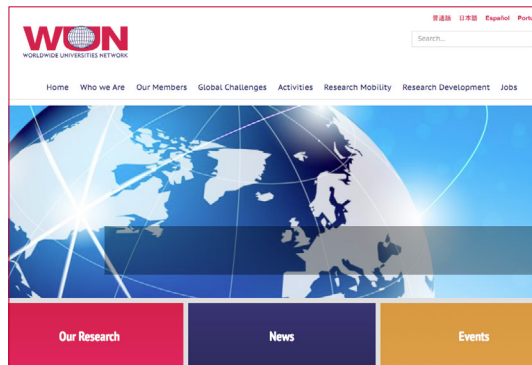 普通話 日本語 Español Portu
WUN
WORLDWIDE UNIVERSITIES NETWORK
Search...
Home Who we Are Our Members Global Challenges Activities Research Mobility Research Development Jobs
Our Research News Events